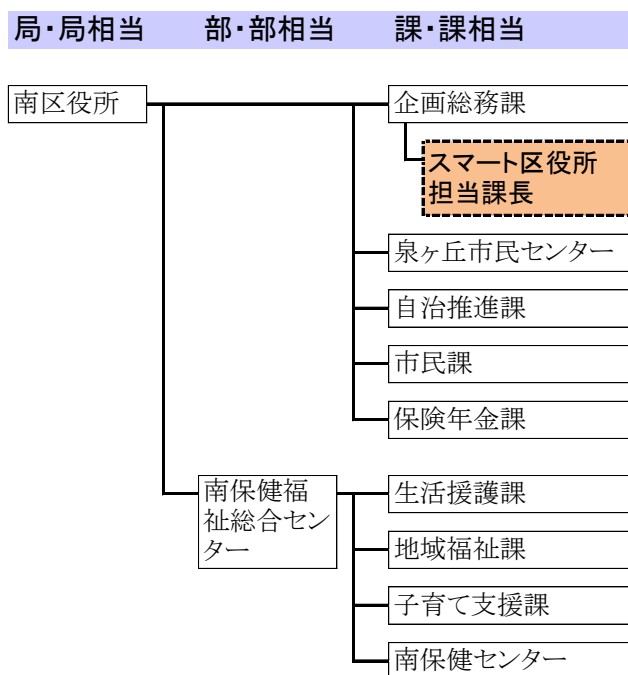 局・局相当 部・部相当 課・課相当
南区役所
企画総務課
スマート区役所
担当課長
泉ヶ丘市民センター
自治推進課
市民課
保険年金課
南保健福
祉総合セン
ター
生活援護課
地域福祉課
子育て支援課
南保健センター